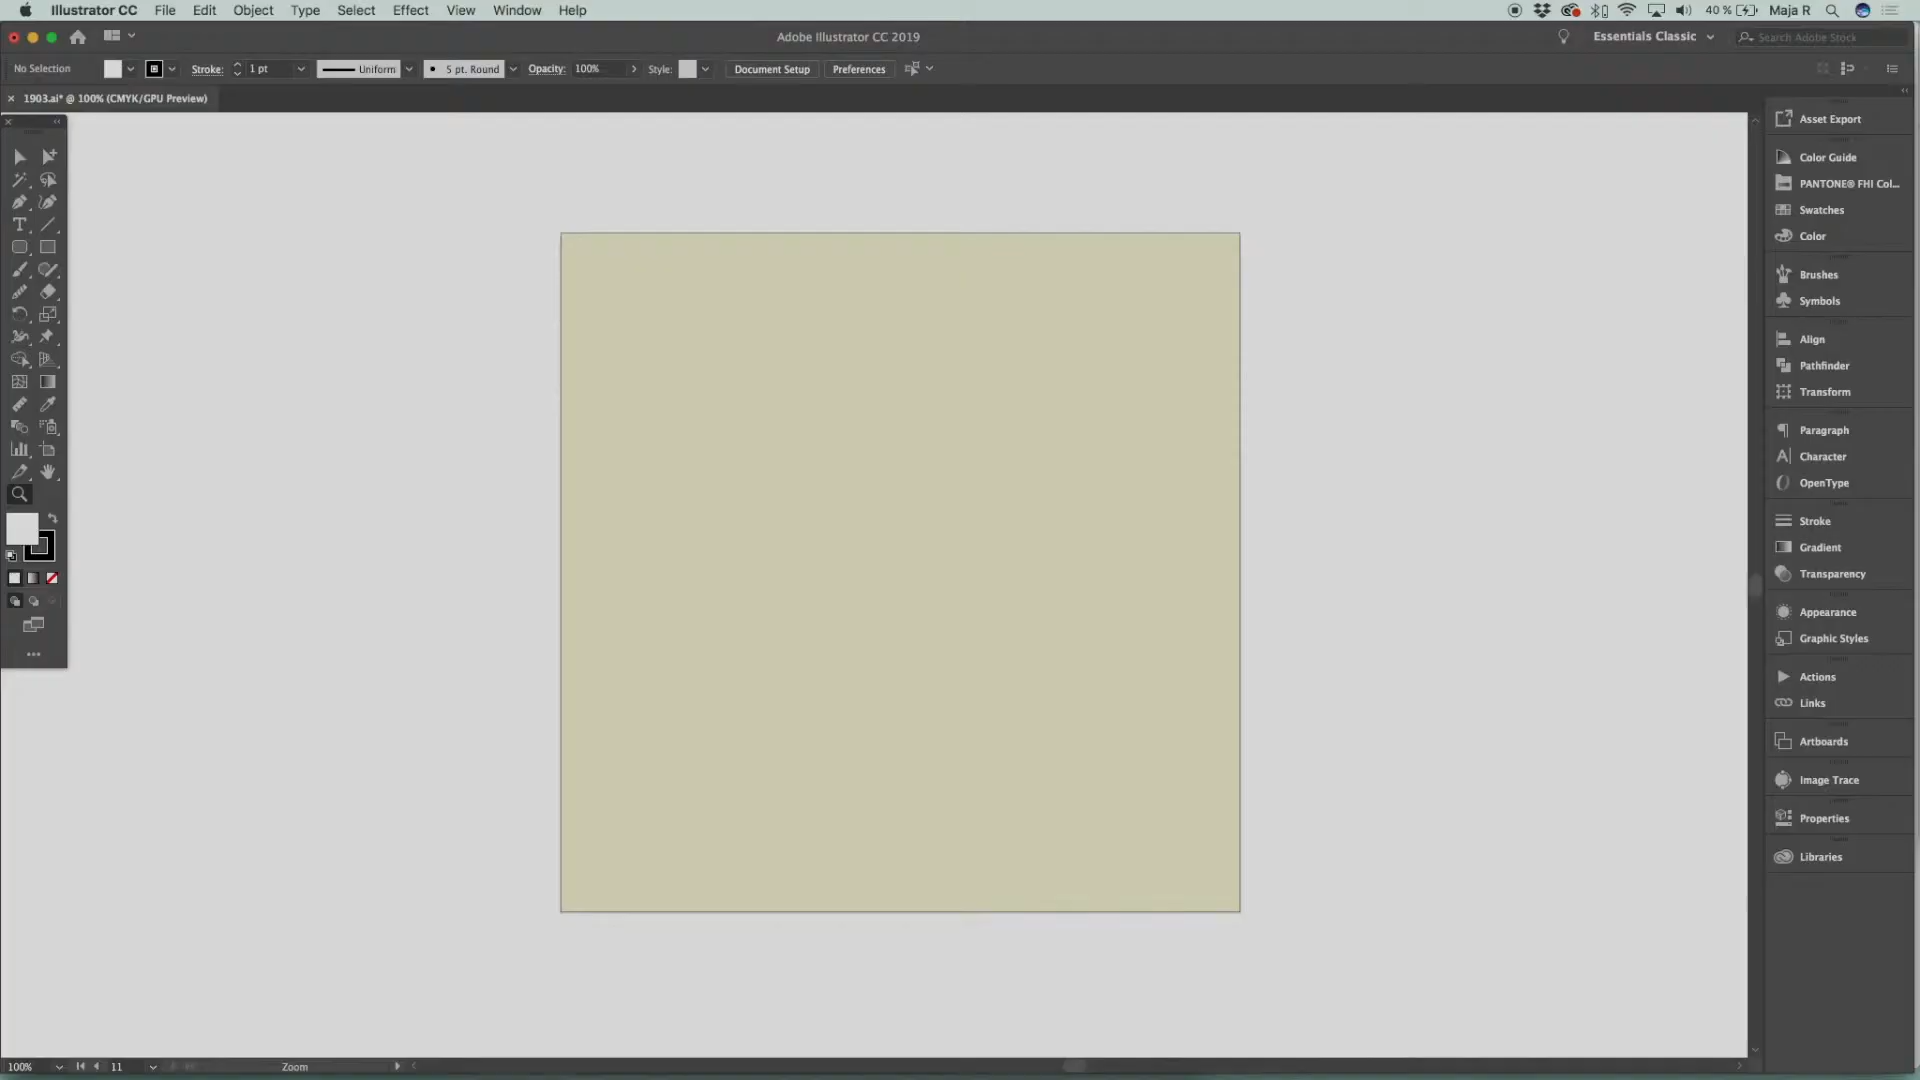 Illustrator CC File Edit Object Type Select Effect View Window Help 40 % Maja R
Adobe Illustrator CC 2019 Essentials Classic Search Adobe Stock
No Selection Stroke: 1 pt Uniform 5 pt. Round Opacity: 100% Style: Document Setup Preferences
1903.ai* @ 100% (CMYK/GPU Preview)
Asset Export
Color Guide
PANTONE® FHI Col...
Swatches
Color
Brushes
Symbols
Align
Pathfinder
Transform
Paragraph
Character
OpenType
Stroke
Gradient
Transparency
Appearance
Graphic Styles
Actions
Links
Artboards
Image Trace
Properties
Libraries
100% 11 Zoom